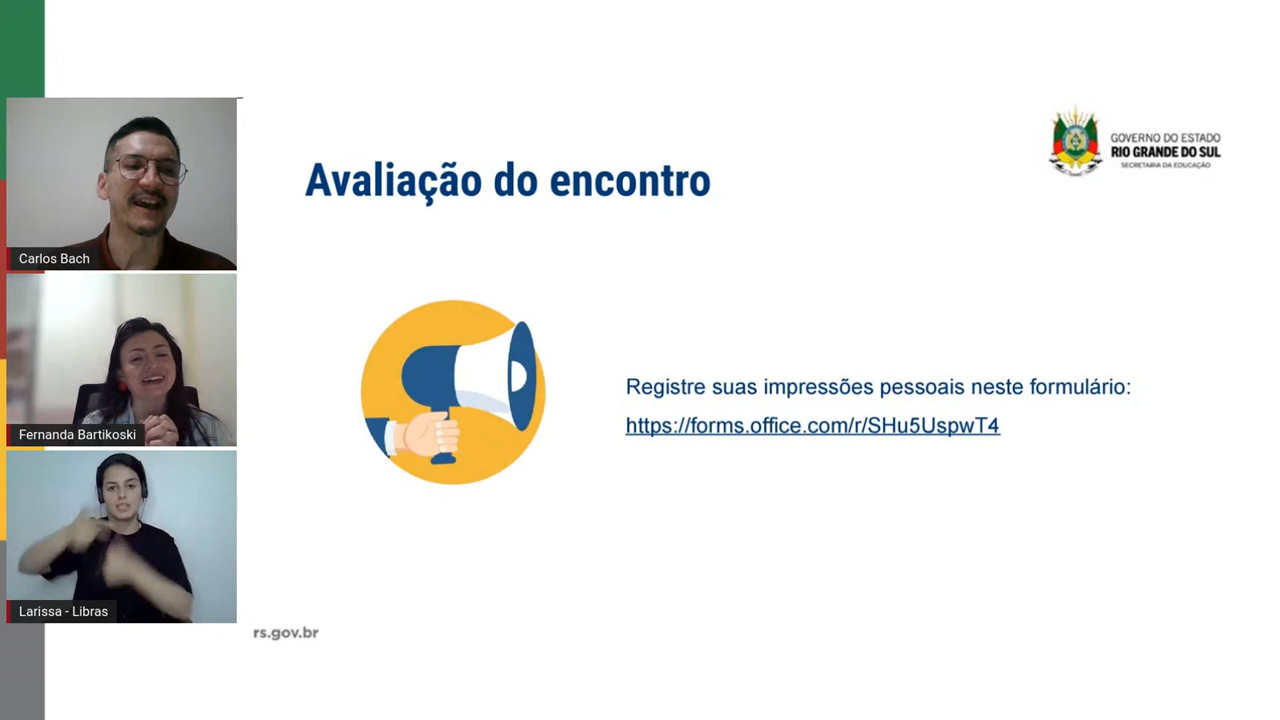 Avaliação do encontro
GOVERNO DO ESTADO
RIO GRANDE DO SUL
SECRETARIA DA EDUCAÇÃO
Carlos Bach
Fernanda Bartikoski
Larissa - Libras
Registre suas impressões pessoais neste formulário:
https://forms.office.com/r/SHu5UspwT4
rs.gov.br